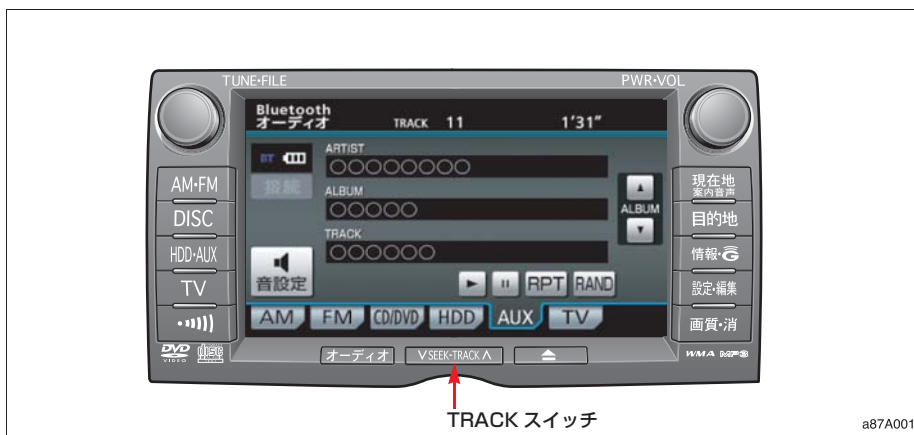 TUNE•FILE
PWR•VOL
Bluetooth
オーディオ
TRACK 11
1'31"
BT
接続
ARTIST
○○○○○○○○
ALBUM
○○○○○
TRACK
○○○○○○
▲
ALBUM
▼
音設定
RPT
RAND
AM
FM
CD/DVD
HDD
AUX
TV
AM•FM
DISC
HDD•AUX
TV
現在地
案内音声
目的地
情報•G
設定•編集
画質•消
DVD
VIDEO
disc
オーディオ
∨ SEEK•TRACK ∧
WMA MP3
TRACK スイッチ
a87A001